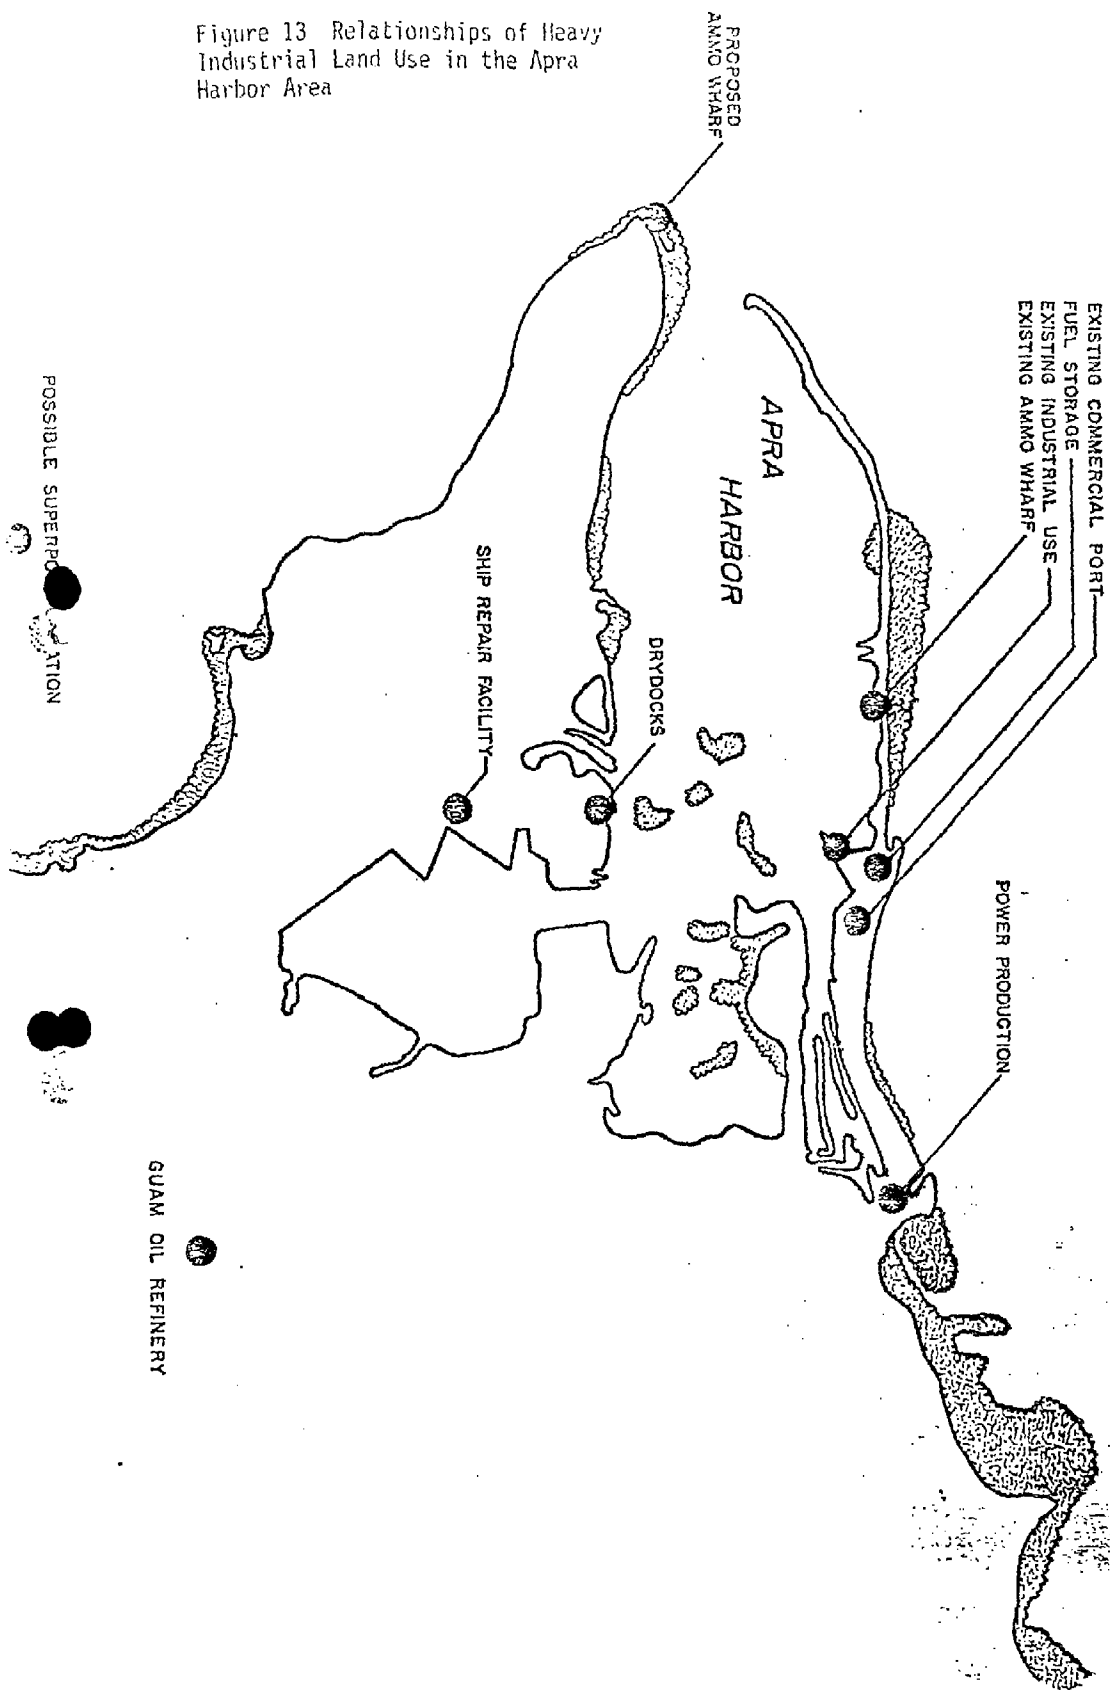 Figure 13 Relationships of Heavy
Industrial Land Use in the Apra
Harbor Area
PROPOSED
AMMO WHARF
EXISTING COMMERCIAL PORT
FUEL STORAGE
EXISTING INDUSTRIAL USE
EXISTING AMMO WHARF
APRA
HARBOR
POWER PRODUCTION
DRYDOCKS
SHIP REPAIR FACILITY
POSSIBLE
GUAM OIL REFINERY